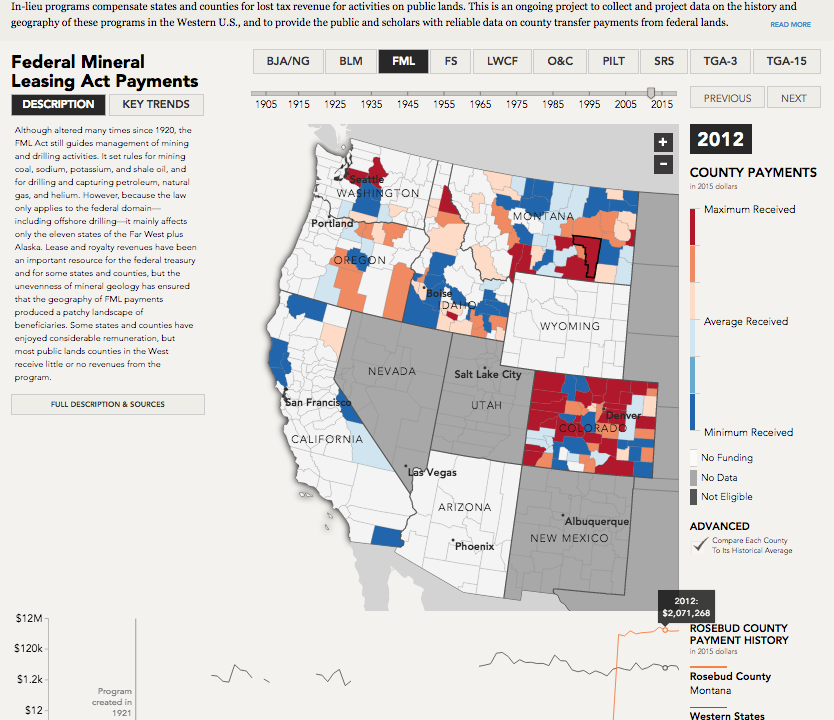 In-lieu programs compensate states and counties for lost tax revenue for activities on public lands. This is an ongoing project to collect and project data on the history and
geography of these programs in the Western U.S., and to provide the public and scholars with reliable data on county transfer payments from federal lands.
READ MORE
Federal Mineral
Leasing Act Payments
DESCRIPTION
KEY TRENDS
Although altered many times since 1920, the
FML Act still guides management of mining
and drilling activities. It set rules for mining
coal, sodium, potassium, and shale oil, and
for drilling and capturing petroleum, natural
gas, and helium. However, because the law
only applies to the federal domain—
including offshore drilling—it mainly affects
only the eleven states of the Far West plus
Alaska. Lease and royalty revenues have been
an important resource for the federal treasury
and for some states and counties, but the
unevenness of mineral geology has ensured
that the geography of FML payments
produced a patchy landscape of
beneficiaries. Some states and counties have
enjoyed considerable remuneration, but
most public lands counties in the West
receive little or no revenues from the
program.
FULL DESCRIPTION & SOURCES
BJA/NG
BLM
FML
FS
LWCF
O&C
PILT
SRS
TGA-3
TGA-15
1905 1915 1925 1935 1945 1955 1965 1975 1985 1995 2005 2015
PREVIOUS
NEXT
+
−
Seattle
WASHINGTON
Portland
OREGON
MONTANA
Boise
IDAHO
WYOMING
NEVADA
Salt Lake City
UTAH
Denver
COLORADO
San Francisco
CALIFORNIA
Las Vegas
ARIZONA
Phoenix
Albuquerque
NEW MEXICO
2012
COUNTY PAYMENTS
in 2015 dollars
Maximum Received
Average Received
Minimum Received
No Funding
No Data
Not Eligible
ADVANCED
Compare Each County
To Its Historical Average
2012:
$2,071,268
$12M
$120k
$1.2k
$12
Program
created in
1921
ROSEBUD COUNTY
PAYMENT HISTORY
in 2015 dollars
Rosebud County
Montana
Western States